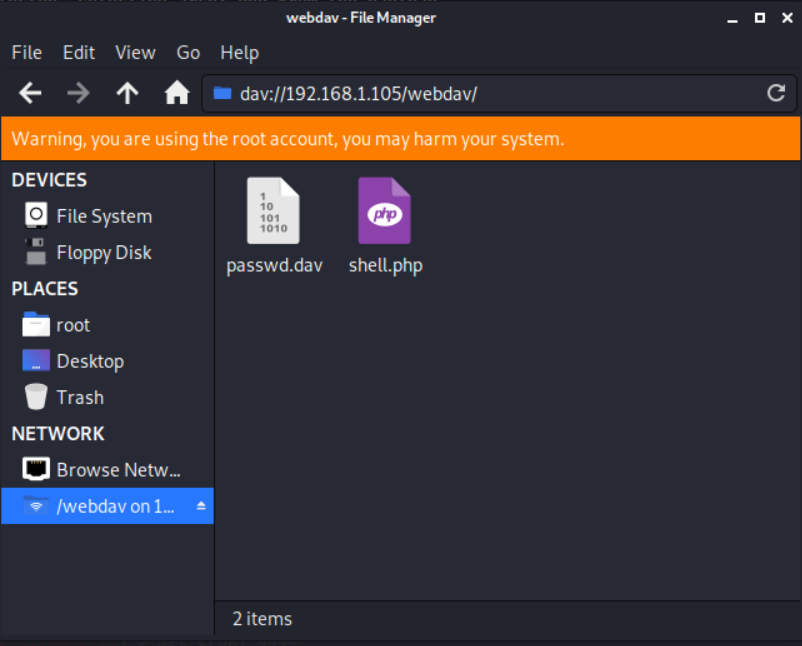 webdav - File Manager
File Edit View Go Help
dav://192.168.1.105/webdav/
Warning, you are using the root account, you may harm your system.
DEVICES
File System
Floppy Disk
PLACES
root
Desktop
Trash
NETWORK
Browse Netw...
/webdav on 1...
1
10
101
1010
passwd.dav
php
shell.php
2 items